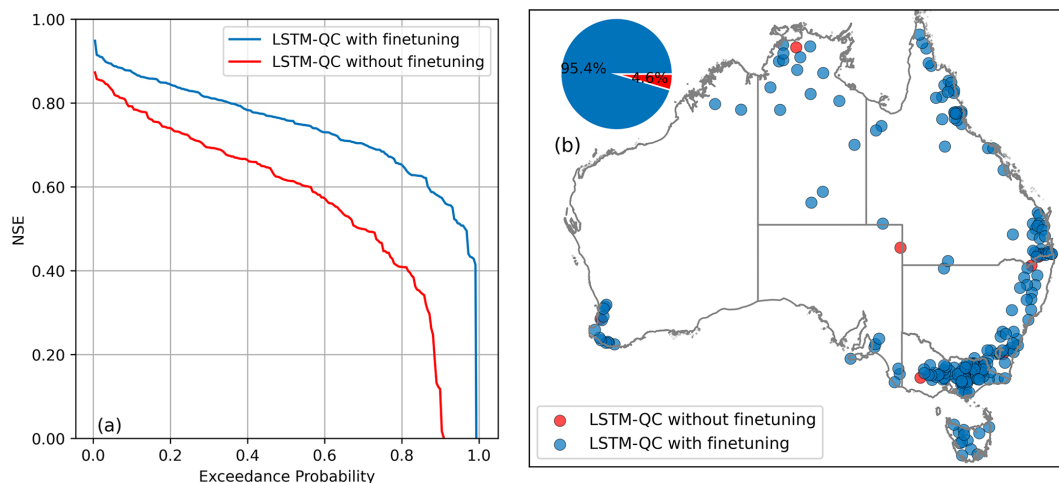 1.00
0.80
0.60
0.40
0.20
0.00
NSE
LSTM-QC with finetuning
LSTM-QC without finetuning
(a)
0.0 0.2 0.4 0.6 0.8 1.0
Exceedance Probability
95.4%
4.6%
(b)
LSTM-QC without finetuning
LSTM-QC with finetuning